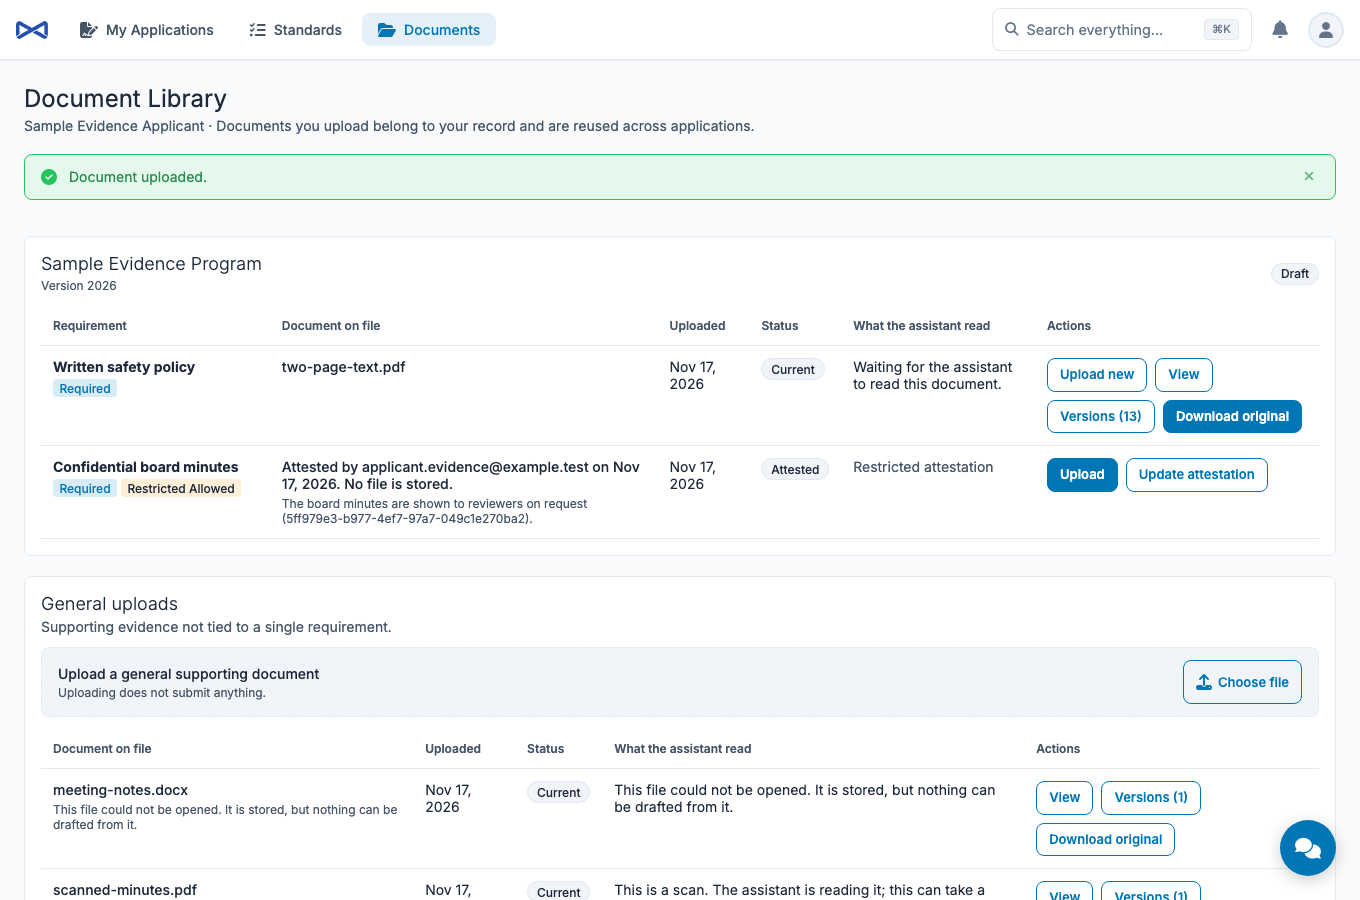 My Applications
Standards
Documents
Search everything...
⌘K
Document Library
Sample Evidence Applicant · Documents you upload belong to your record and are reused across applications.
Document uploaded.
Sample Evidence Program
Version 2026
Draft
Requirement
Document on file
Uploaded
Status
What the assistant read
Actions
Written safety policy
Required
two-page-text.pdf
Nov 17,
2026
Current
Waiting for the assistant
to read this document.
Upload new
View
Versions (13)
Download original
Confidential board minutes
Required
Restricted Allowed
Attested by applicant.evidence@example.test on Nov
17, 2026. No file is stored.
The board minutes are shown to reviewers on request
(5ff979e3-b977-4ef7-97a7-049c1e270ba2).
Nov 17,
2026
Attested
Restricted attestation
Upload
Update attestation
General uploads
Supporting evidence not tied to a single requirement.
Upload a general supporting document
Uploading does not submit anything.
Choose file
Document on file
Uploaded
Status
What the assistant read
Actions
meeting-notes.docx
This file could not be opened. It is stored, but nothing can be
drafted from it.
Nov 17,
2026
Current
This file could not be opened. It is stored, but nothing can
be drafted from it.
View
Versions (1)
Download original
scanned-minutes.pdf
Nov 17,
Current
This is a scan. The assistant is reading it; this can take a
View
Versions (1)